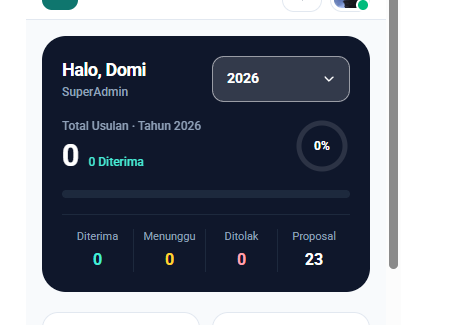 Halo, Domi
SuperAdmin
2026
Total Usulan · Tahun 2026
0 0 Diterima
0%
Diterima Menunggu Ditolak Proposal
0 0 0 23